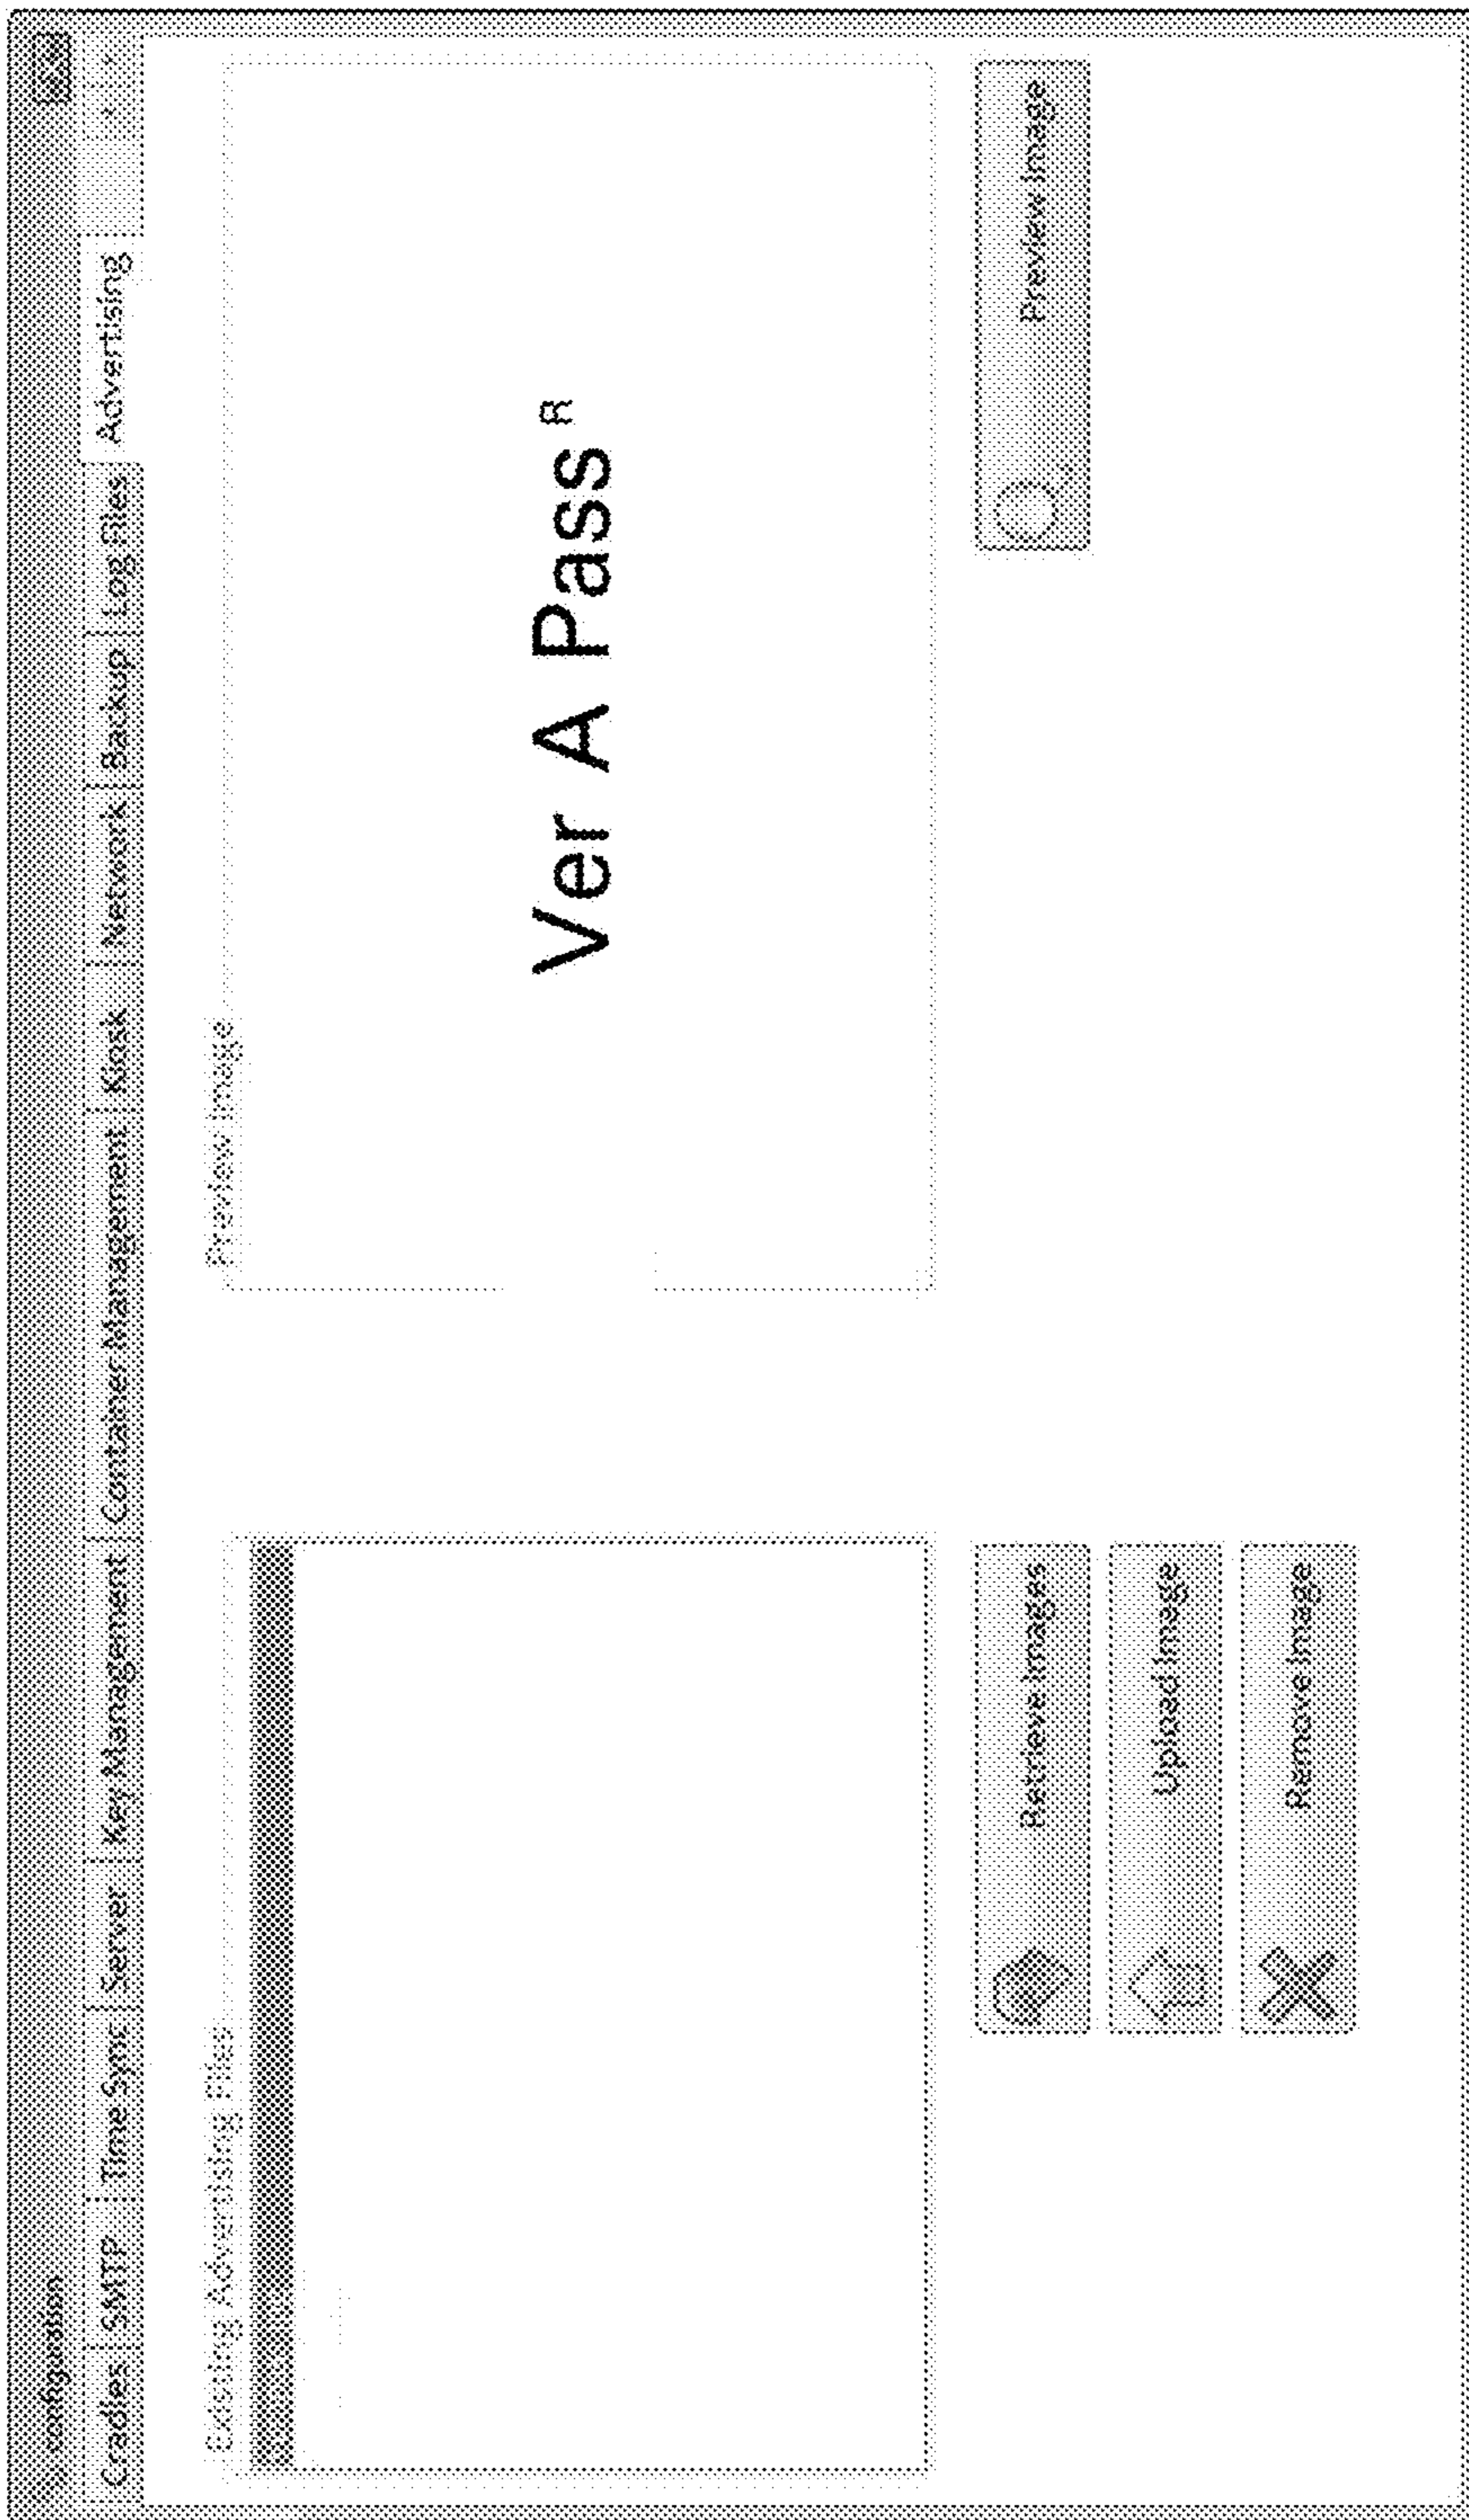 Configuration
Cradles SMTP Time Sync Server Key Management Container Management Kiosk Network Backup Log Files Advertising
Existing Advertising Files
Preview Image
Ver A Pass R
Retrieve Images
Preview Image
Upload Image
Remove Image